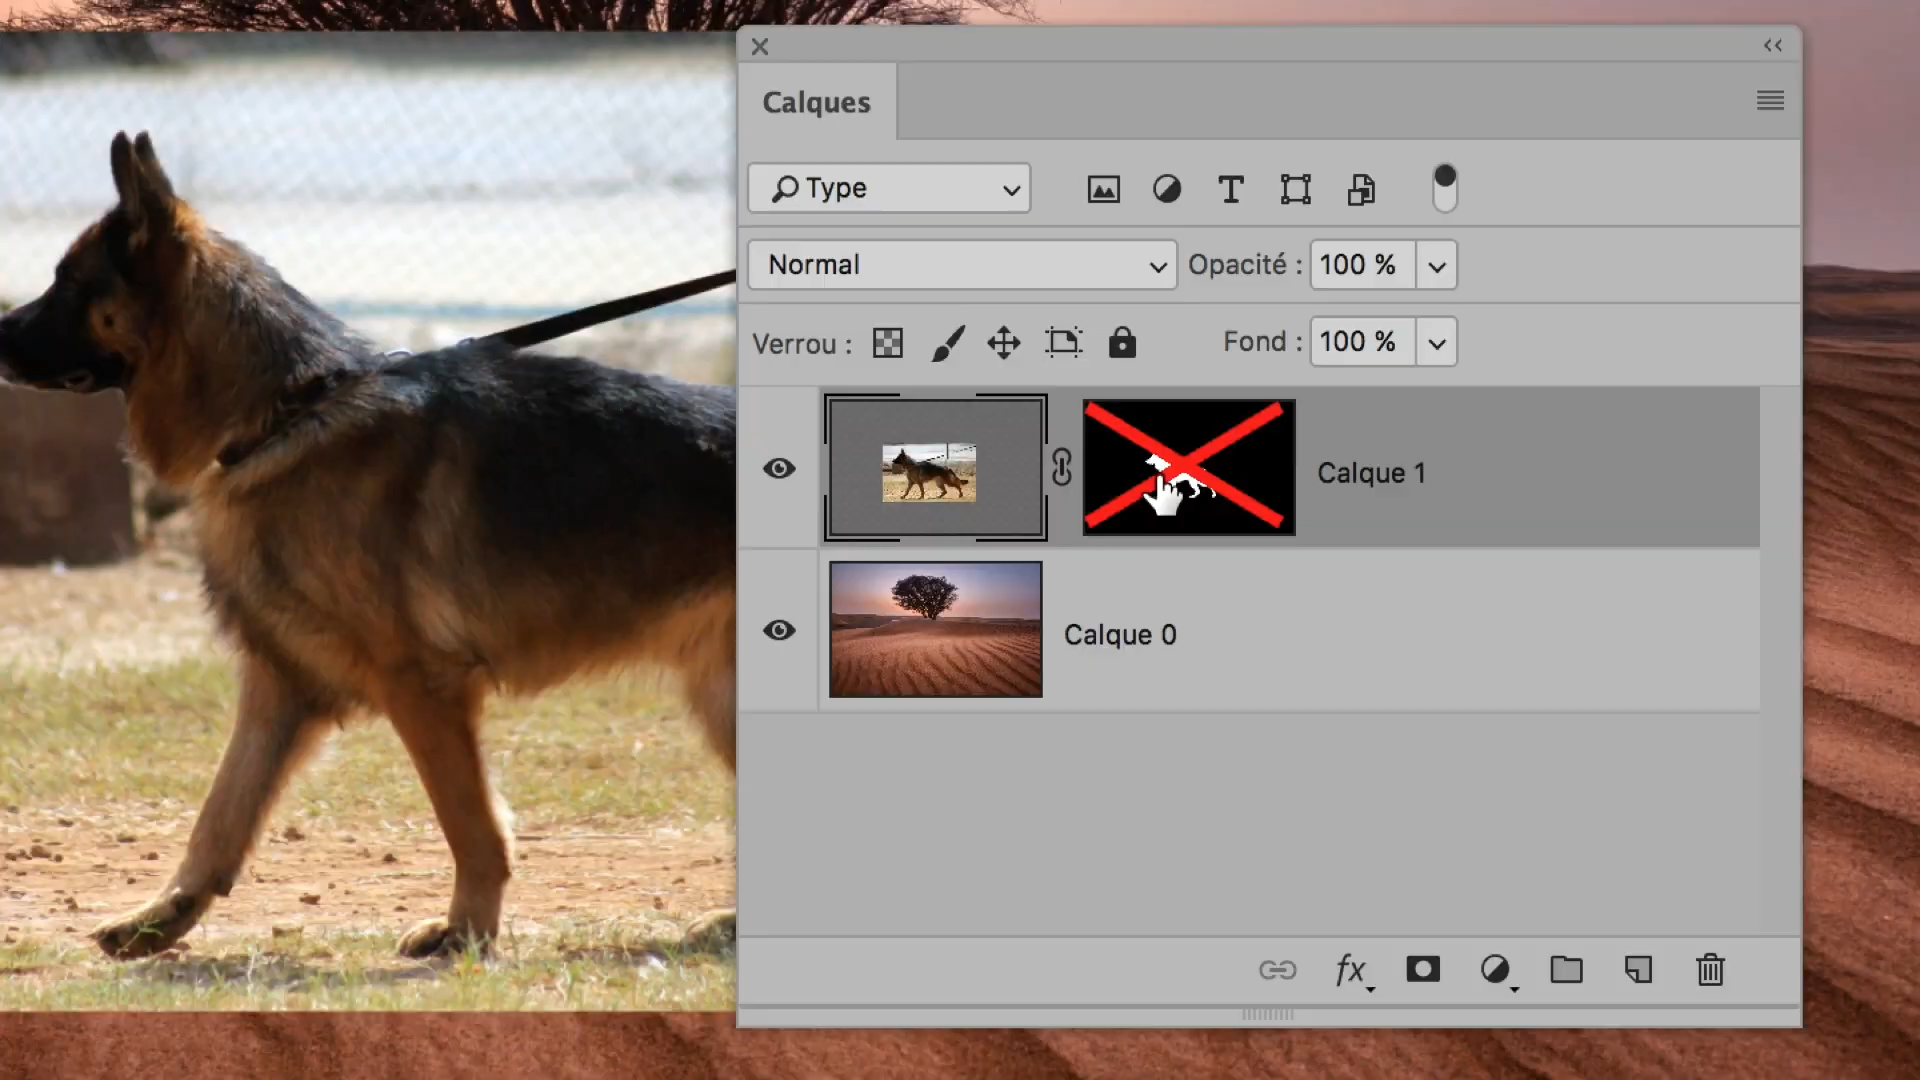 Calques
Type
Normal Opacité : 100 %
Verrou : Fond : 100 %
Calque 1
Calque 0
fx